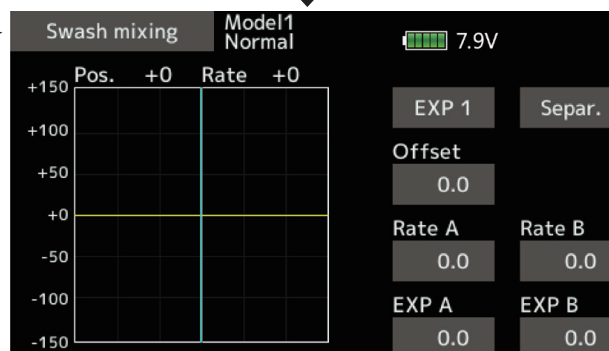 Swash mixing
Model1
Normal
7.9V
Pos. +0 Rate +0
+150
+100
+50
+0
-50
-100
-150
EXP 1 Separ.
Offset
0.0
Rate A Rate B
0.0 0.0
EXP A EXP B
0.0 0.0